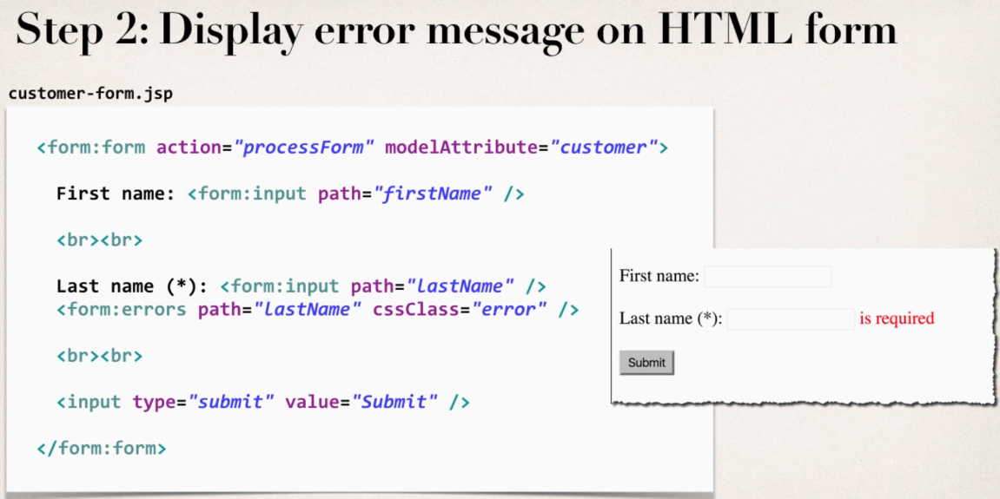 Step 2: Display error message on HTML form
customer-form.jsp
<form:form action="processForm" modelAttribute="customer">
First name: <form:input path="firstName" />
<br><br>
Last name (*): <form:input path="lastName" />
<form:errors path="lastName" cssClass="error" />
<br><br>
<input type="submit" value="Submit" />
</form:form>
First name:
Last name (*): is required
Submit